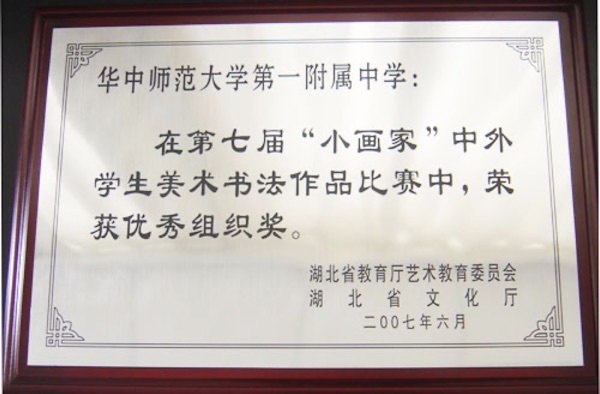 华中师范大学第一附属中学：
在第七届“小画家”中外
学生美术书法作品比赛中，荣
获优秀组织奖。
湖北省教育厅艺术教育委员会
湖北省文化厅
二00七年六月